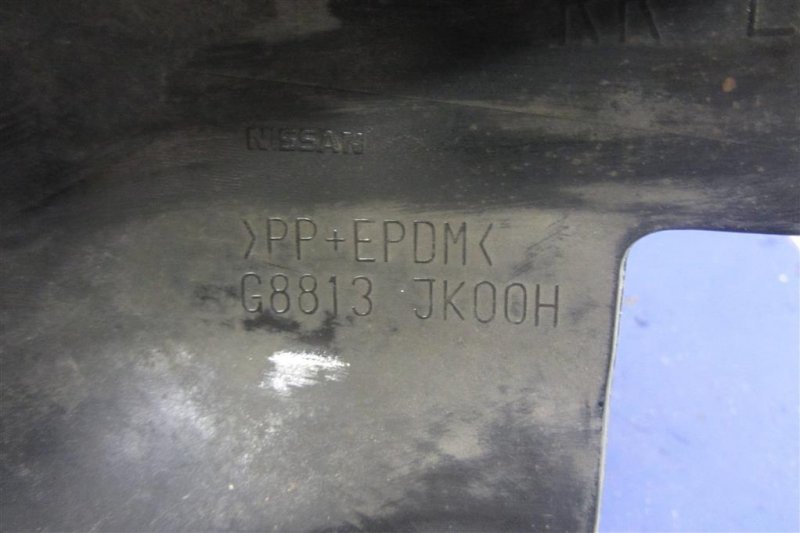 NISSAN
>PP+EPDM<
G8813 JK00H